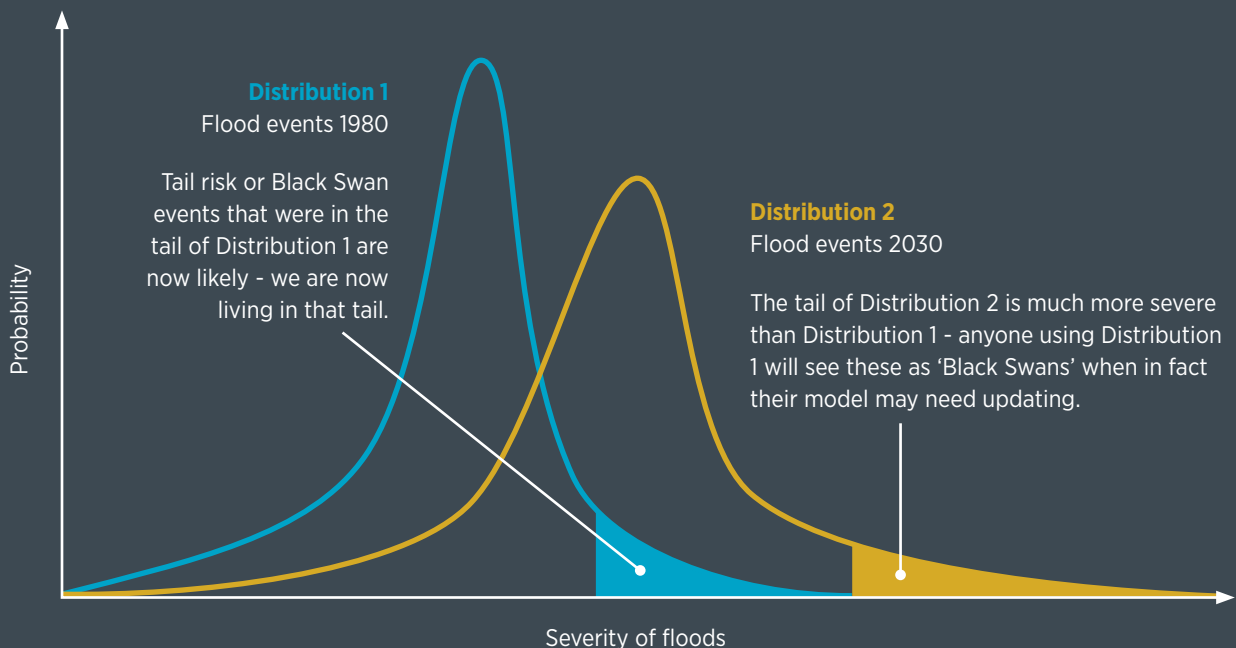 Probability
Distribution 1
Flood events 1980
Tail risk or Black Swan
events that were in the
tail of Distribution 1 are
now likely - we are now
living in that tail.
Distribution 2
Flood events 2030
The tail of Distribution 2 is much more severe
than Distribution 1 - anyone using Distribution
1 will see these as ‘Black Swans’ when in fact
their model may need updating.
Severity of floods